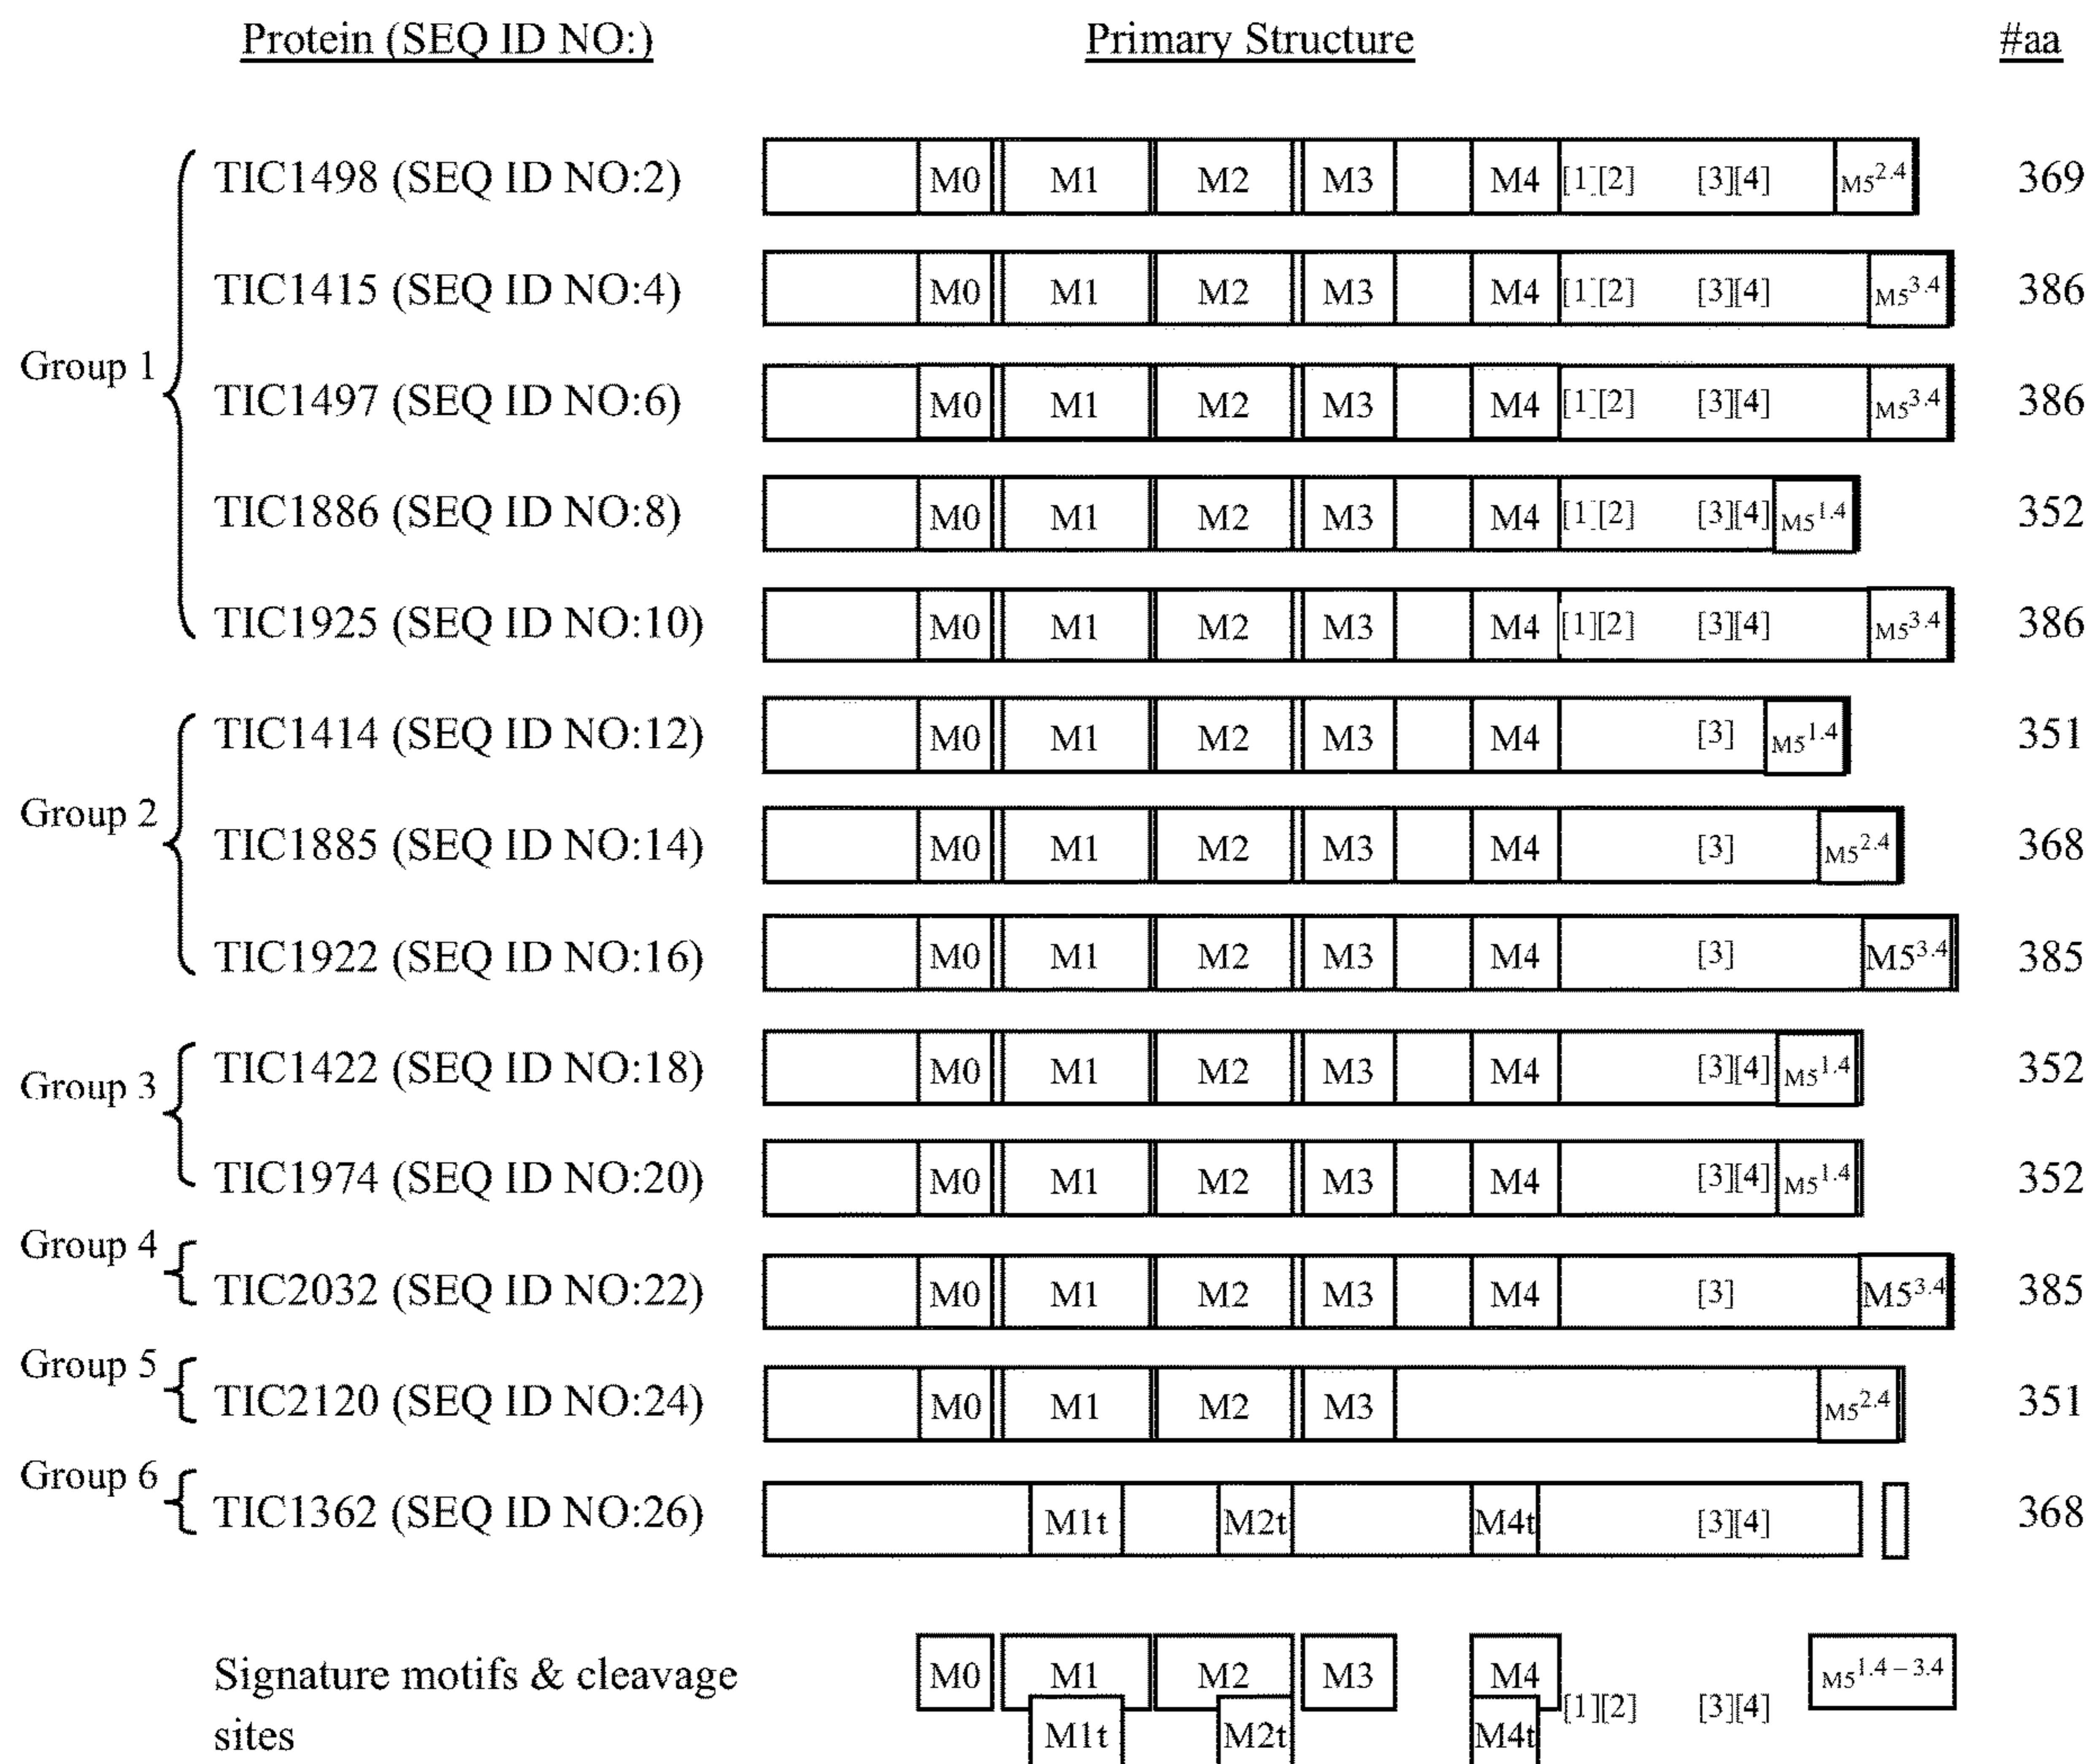 Protein (SEQ ID NO:) Primary Structure #aa
TIC1498 (SEQ ID NO:2) M0 M1 M2 M3 M4 [1][2] [3][4] M5^2.4 369
TIC1415 (SEQ ID NO:4) M0 M1 M2 M3 M4 [1][2] [3][4] M5^3.4 386
Group 1
TIC1497 (SEQ ID NO:6) M0 M1 M2 M3 M4 [1][2] [3][4] M5^3.4 386
TIC1886 (SEQ ID NO:8) M0 M1 M2 M3 M4 [1][2] [3][4] M5^1.4 352
TIC1925 (SEQ ID NO:10) M0 M1 M2 M3 M4 [1][2] [3][4] M5^3.4 386
TIC1414 (SEQ ID NO:12) M0 M1 M2 M3 M4 [3] M5^1.4 351
Group 2
TIC1885 (SEQ ID NO:14) M0 M1 M2 M3 M4 [3] M5^2.4 368
TIC1922 (SEQ ID NO:16) M0 M1 M2 M3 M4 [3] M5^3.4 385
TIC1422 (SEQ ID NO:18) M0 M1 M2 M3 M4 [3][4] M5^1.4 352
Group 3
TIC1974 (SEQ ID NO:20) M0 M1 M2 M3 M4 [3][4] M5^1.4 352
Group 4
TIC2032 (SEQ ID NO:22) M0 M1 M2 M3 M4 [3] M5^3.4 385
Group 5
TIC2120 (SEQ ID NO:24) M0 M1 M2 M3 M5^2.4 351
Group 6
TIC1362 (SEQ ID NO:26) M1t M2t M4t [3][4] 368
Signature motifs & cleavage M0 M1 M2 M3 M4 M5^1.4 – 3.4
[1][2] [3][4]
sites M1t M2t M4t